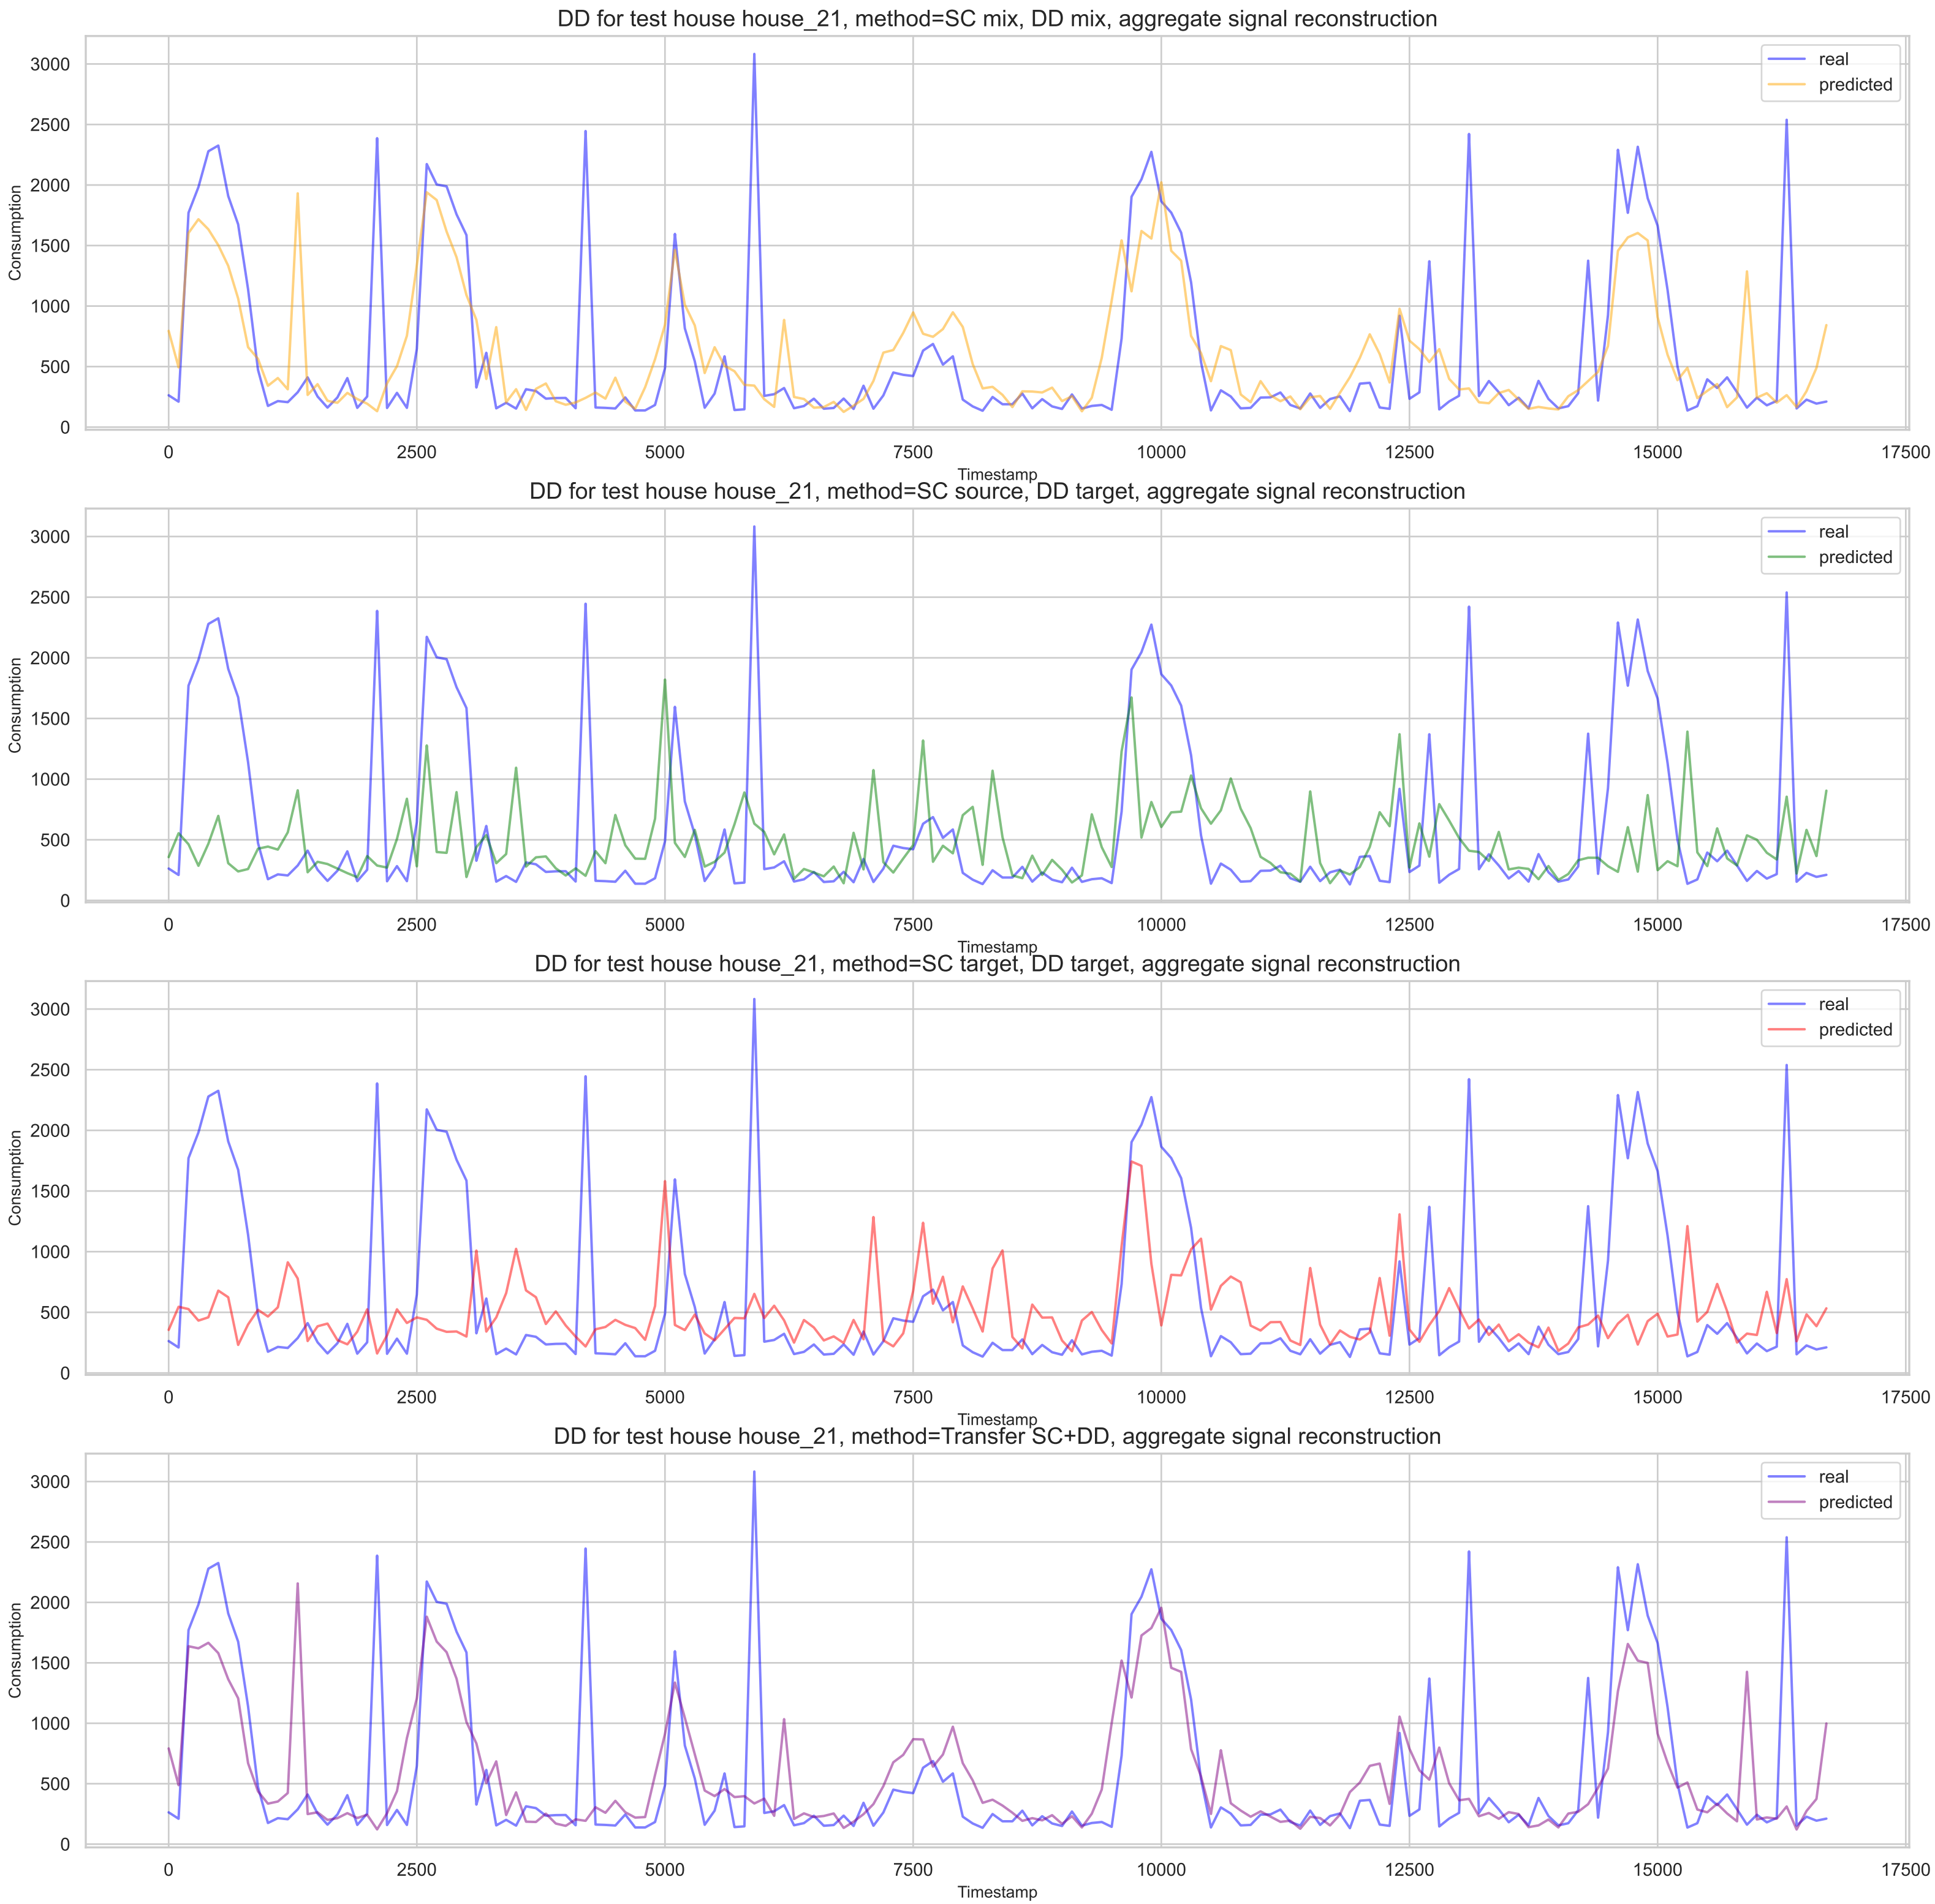 DD for test house house_21, method=SC mix, DD mix, aggregate signal reconstruction
real
predicted
Consumption
3000
2500
2000
1500
1000
500
0
0 2500 5000 7500 10000 12500 15000 17500
Timestamp
DD for test house house_21, method=SC source, DD target, aggregate signal reconstruction
real
predicted
Consumption
3000
2500
2000
1500
1000
500
0
0 2500 5000 7500 10000 12500 15000 17500
Timestamp
DD for test house house_21, method=SC target, DD target, aggregate signal reconstruction
real
predicted
Consumption
3000
2500
2000
1500
1000
500
0
0 2500 5000 7500 10000 12500 15000 17500
Timestamp
DD for test house house_21, method=Transfer SC+DD, aggregate signal reconstruction
real
predicted
Consumption
3000
2500
2000
1500
1000
500
0
0 2500 5000 7500 10000 12500 15000 17500
Timestamp